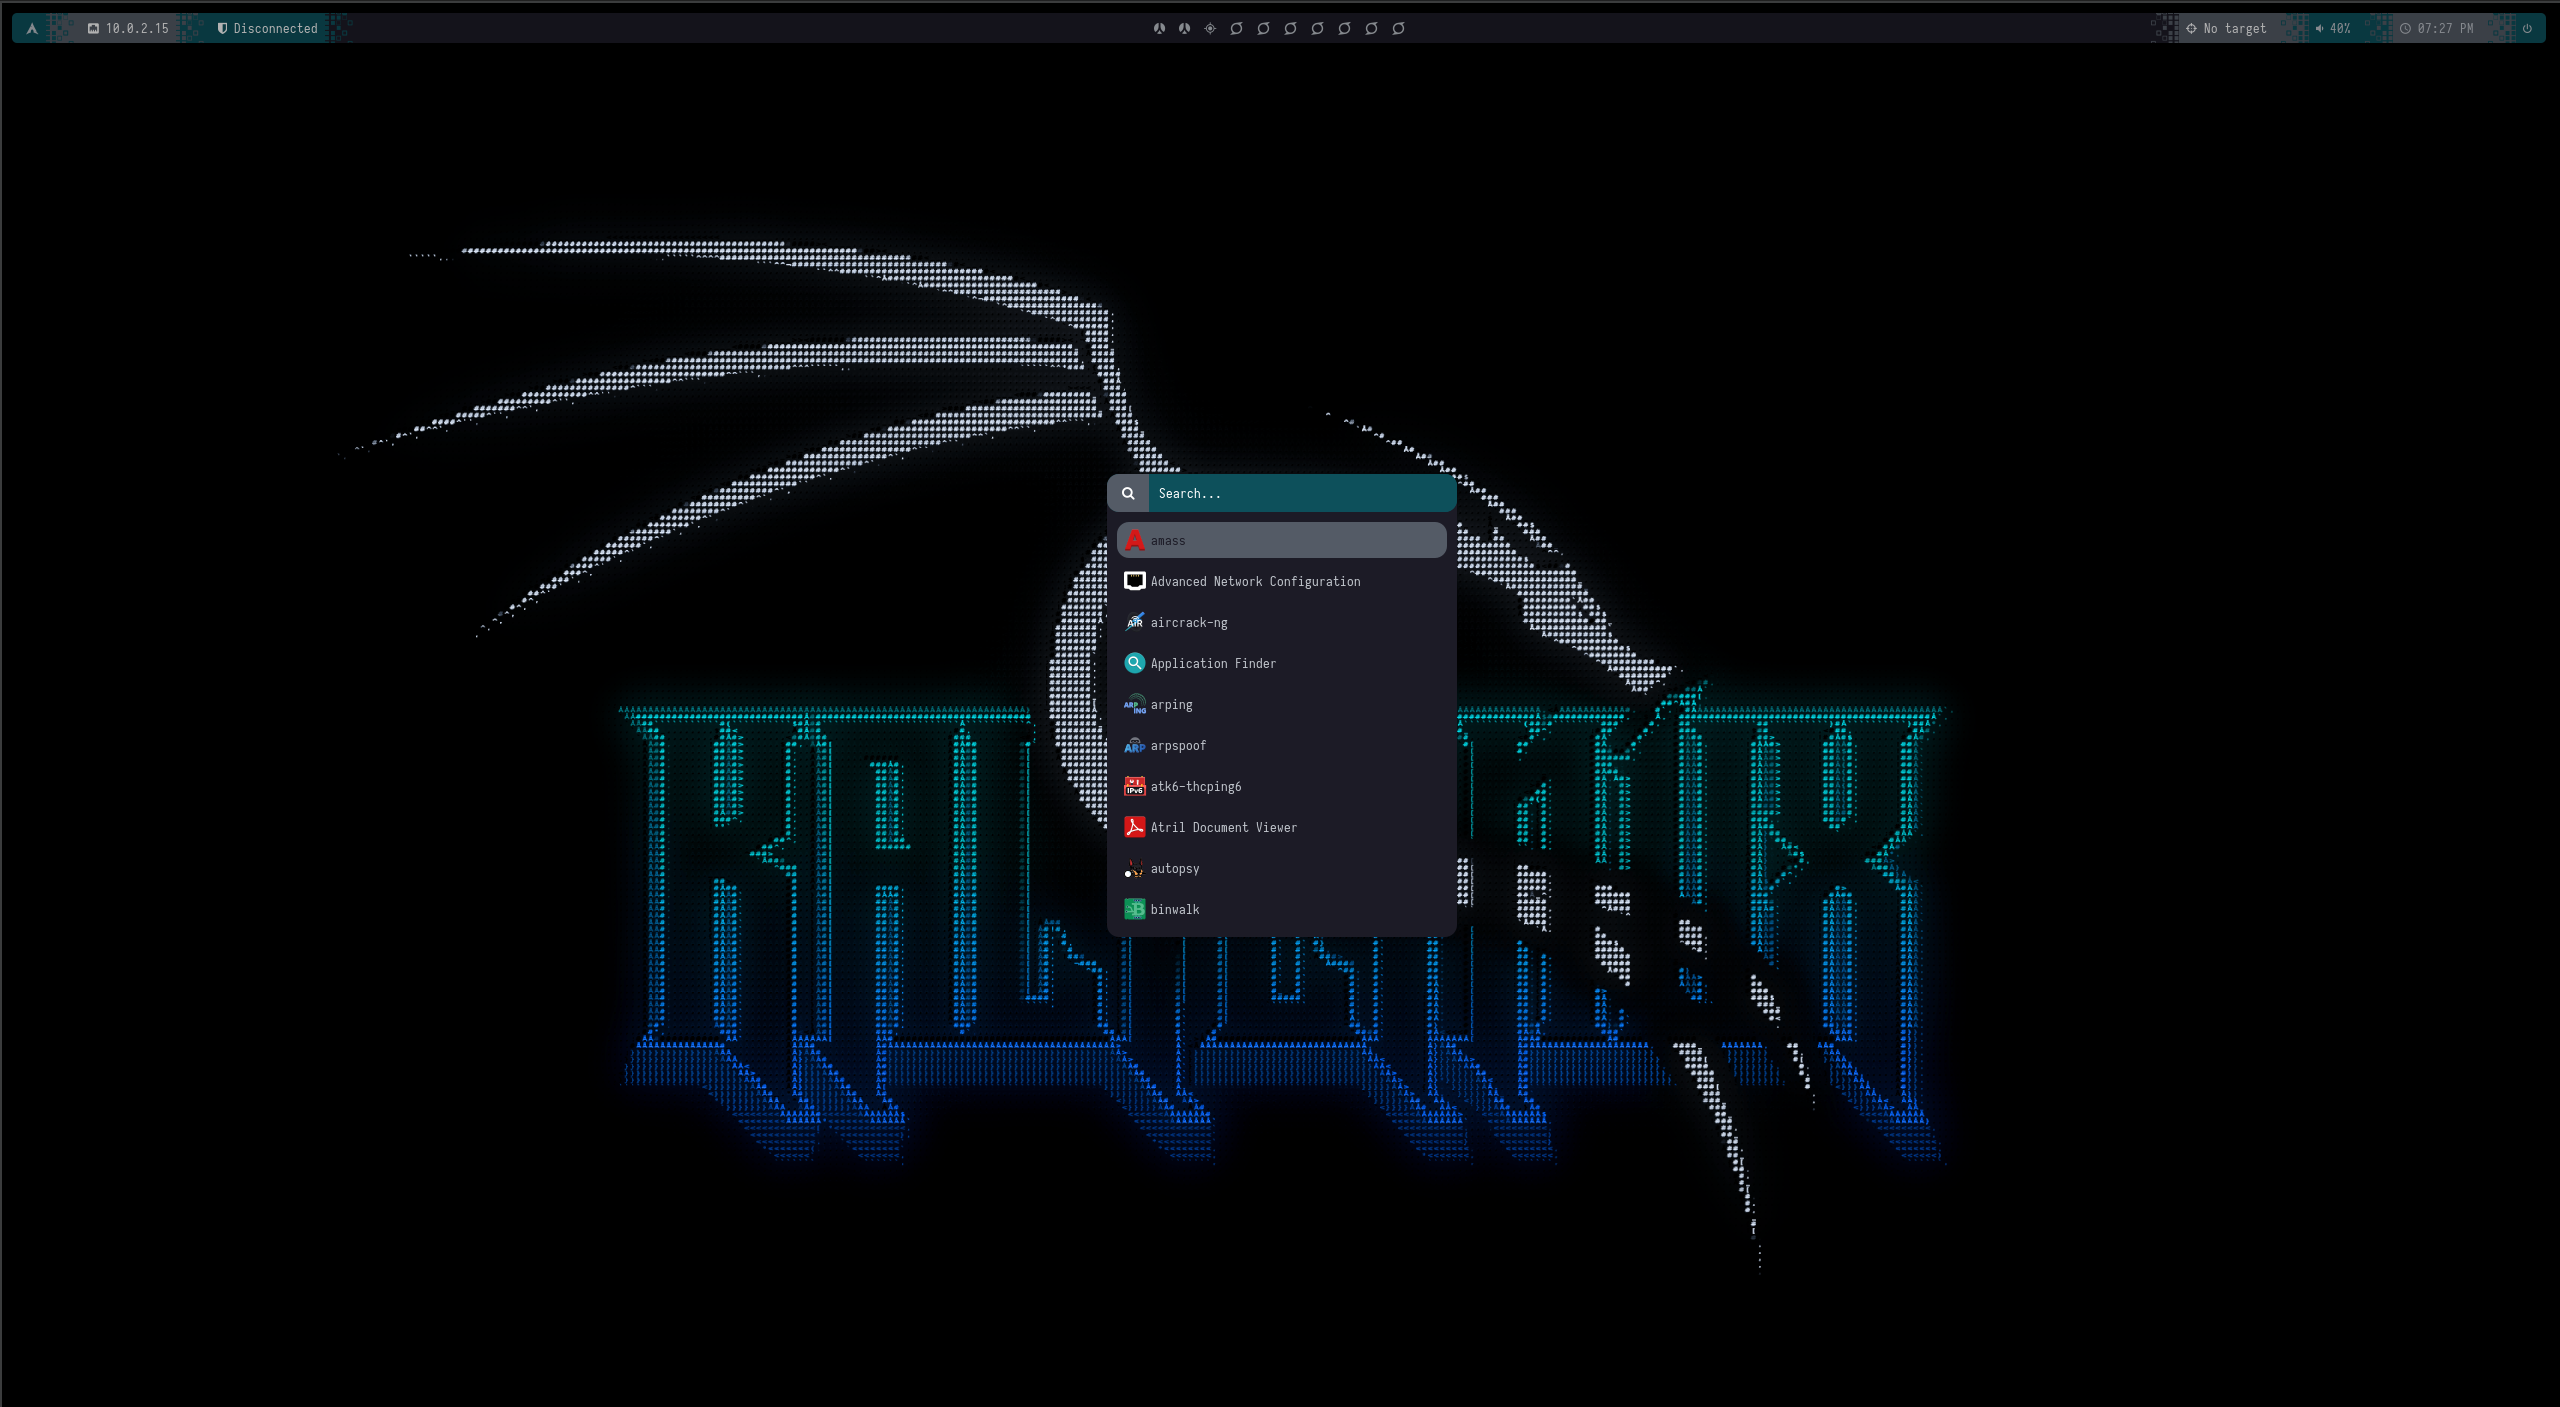 10.0.2.15
Disconnected
No target
40%
07:27 PM
Search...
amass
Advanced Network Configuration
aircrack-ng
Application Finder
arping
arpspoof
atk6-thcping6
Atril Document Viewer
autopsy
binwalk